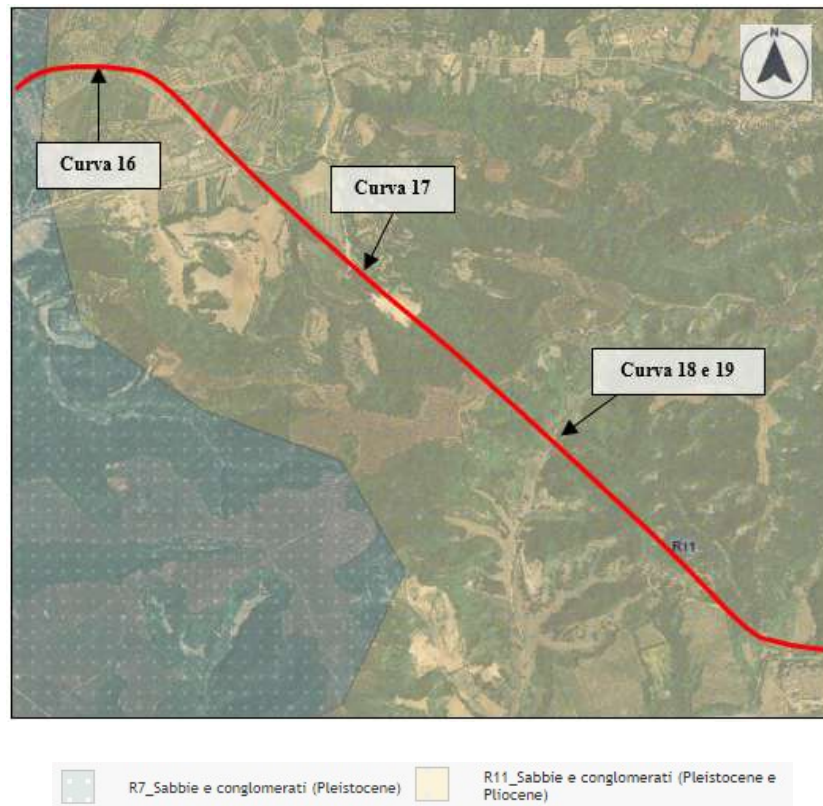 N
Curva 16
Curva 17
Curva 18 e 19
R11
R7_Sabbie e conglomerati (Pleistocene)
R11_Sabbie e conglomerati (Pleistocene e
Pliocene)